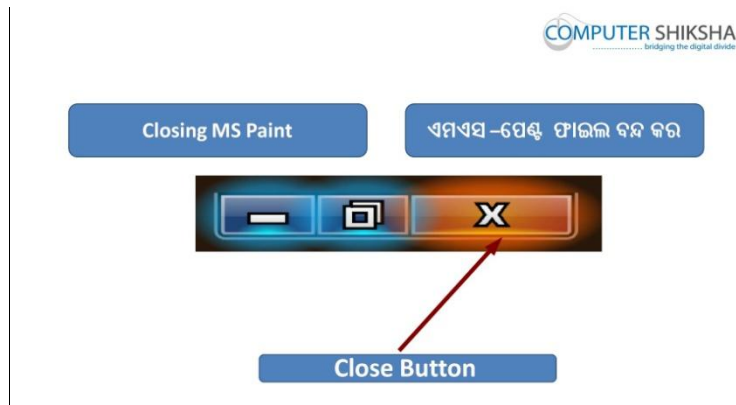 COMPUTER SHIKSHA
bridging the digital divide
Closing MS Paint
ଏମଏସ –ପେଣ୍ଟ ଫାଇଲ ବନ୍ଦ କର
Close Button